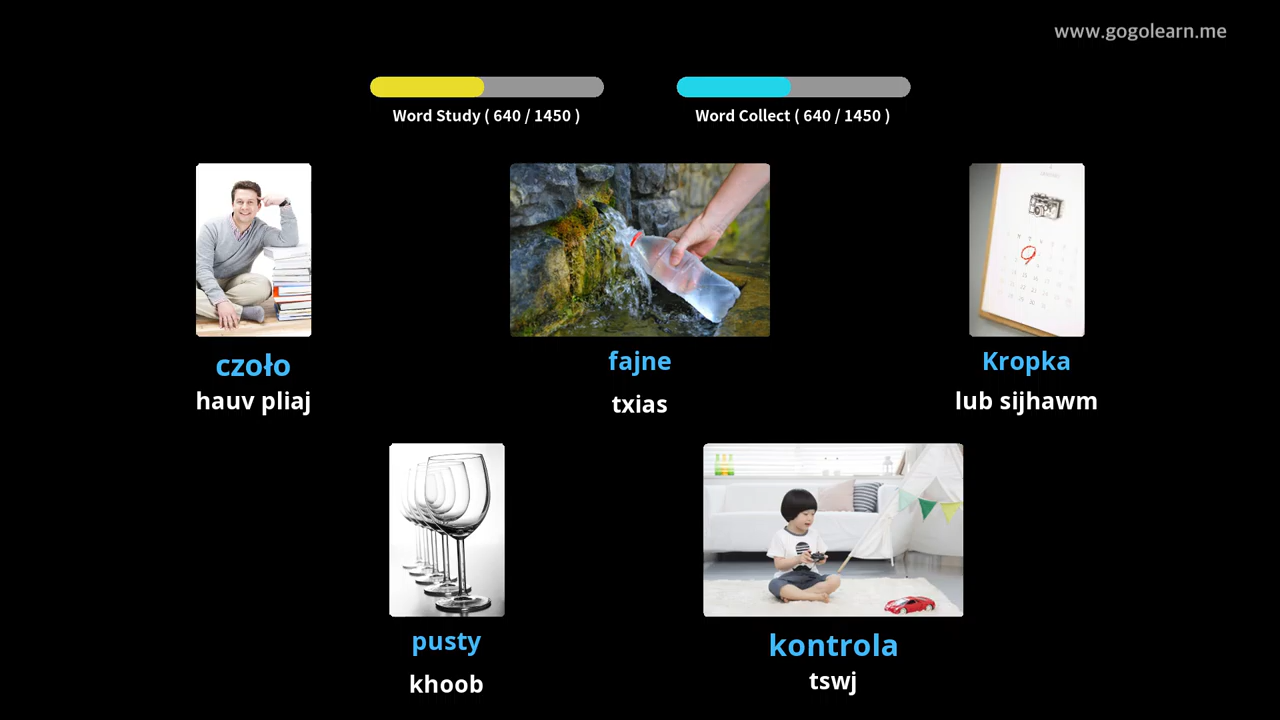 www.gogolearn.me
Word Study ( 640 / 1450 )
Word Collect ( 640 / 1450 )
czoło
hauv pliaj
fajne
txias
Kropka
lub sijhawm
pusty
khoob
kontrola
tswj